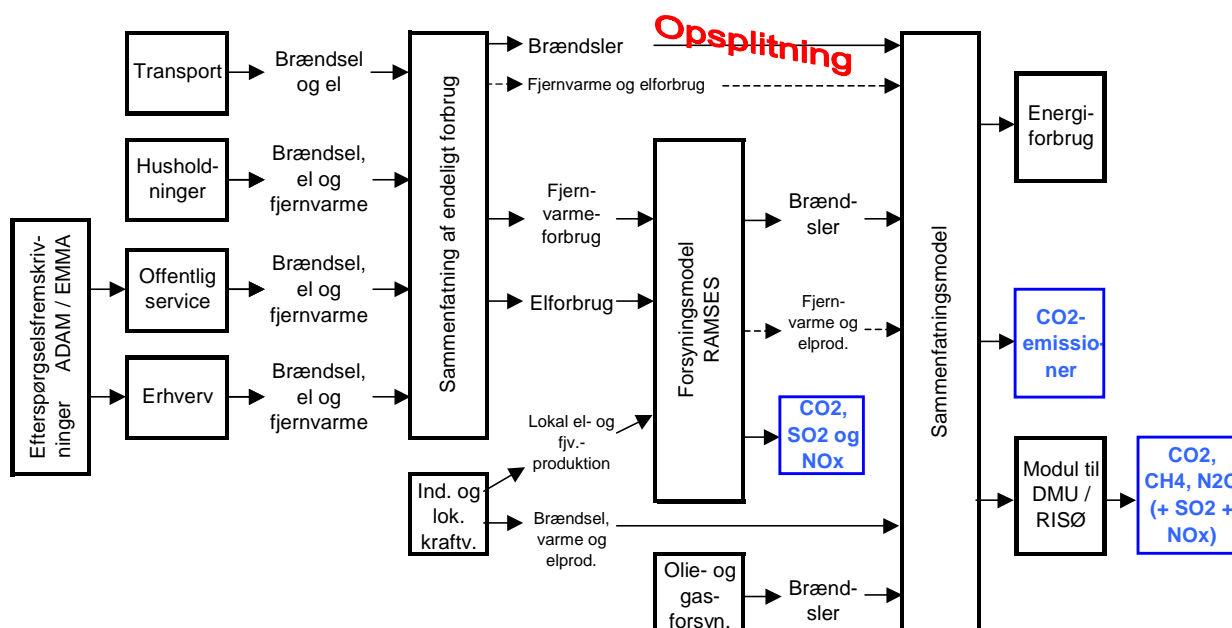 Efterspørgselsfremskriv-
ninger ADAM / EMMA
Transport
Brændsel
og el
Hushold-
ninger
Brændsel,
el og
fjernvarme
Offentlig
service
Brændsel,
el og
fjernvarme
Erhverv
Brændsel,
el og
fjernvarme
Sammenfatning af endeligt forbrug
Brændsler
Opsplitning
Fjernvarme og elforbrug
Fjern-
varme-
forbrug
Elforbrug
Lokal el- og
fjv.-
produktion
Ind. og
lok.
kraftv.
Brændsel,
varme og
elprod.
Forsyningsmodel
RAMSES
Brænd-
sler
Fjern-
varme og
elprod.
CO2,
SO2 og
NOx
Olie- og
gas-
forsyn.
Brænd-
sler
Sammenfatningsmodel
Energi-
forbrug
CO2-
emissio-
ner
Modul til
DMU /
RISØ
CO2,
CH4, N2O
(+ SO2 +
NOx)